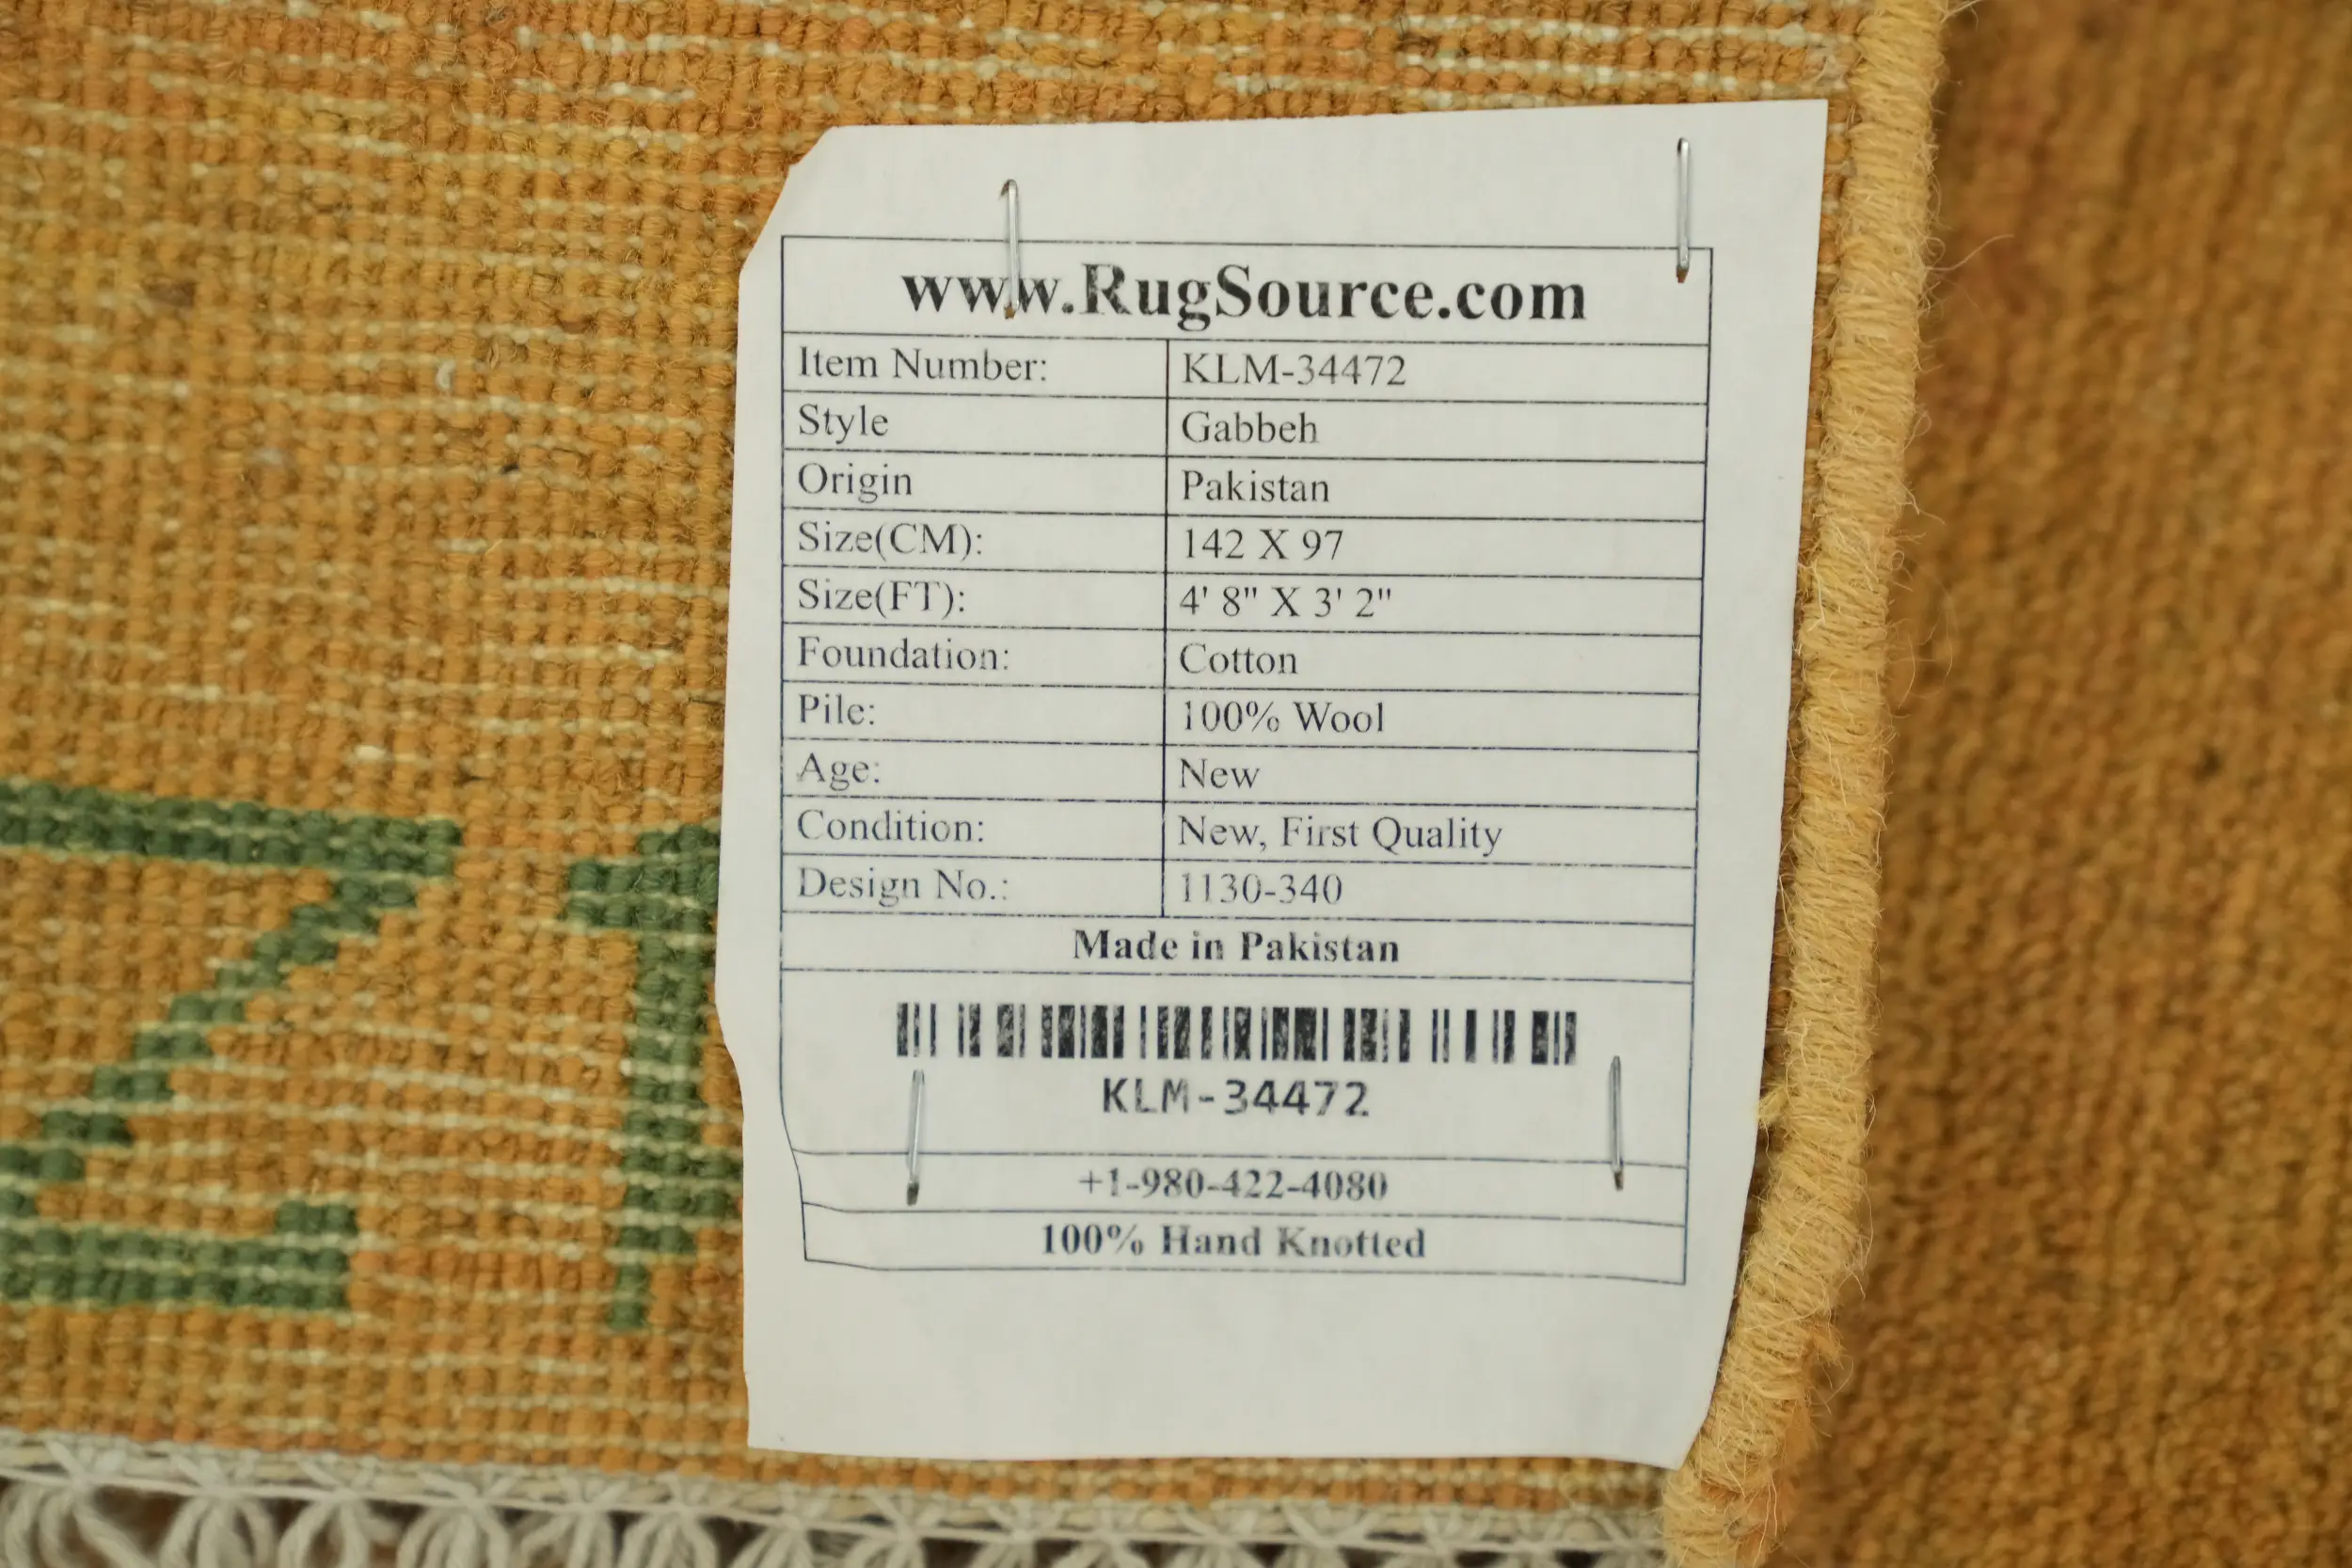 www.RugSource.com
Item Number: KLM-34472
Style Gabbeh
Origin Pakistan
Size(CM): 142 X 97
Size(FT): 4' 8" X 3' 2"
Foundation: Cotton
Pile: 100% Wool
Age: New
Condition: New, First Quality
Design No.: 1130-340
Made in Pakistan
KLM-34472
+1-980-422-4080
100% Hand Knotted